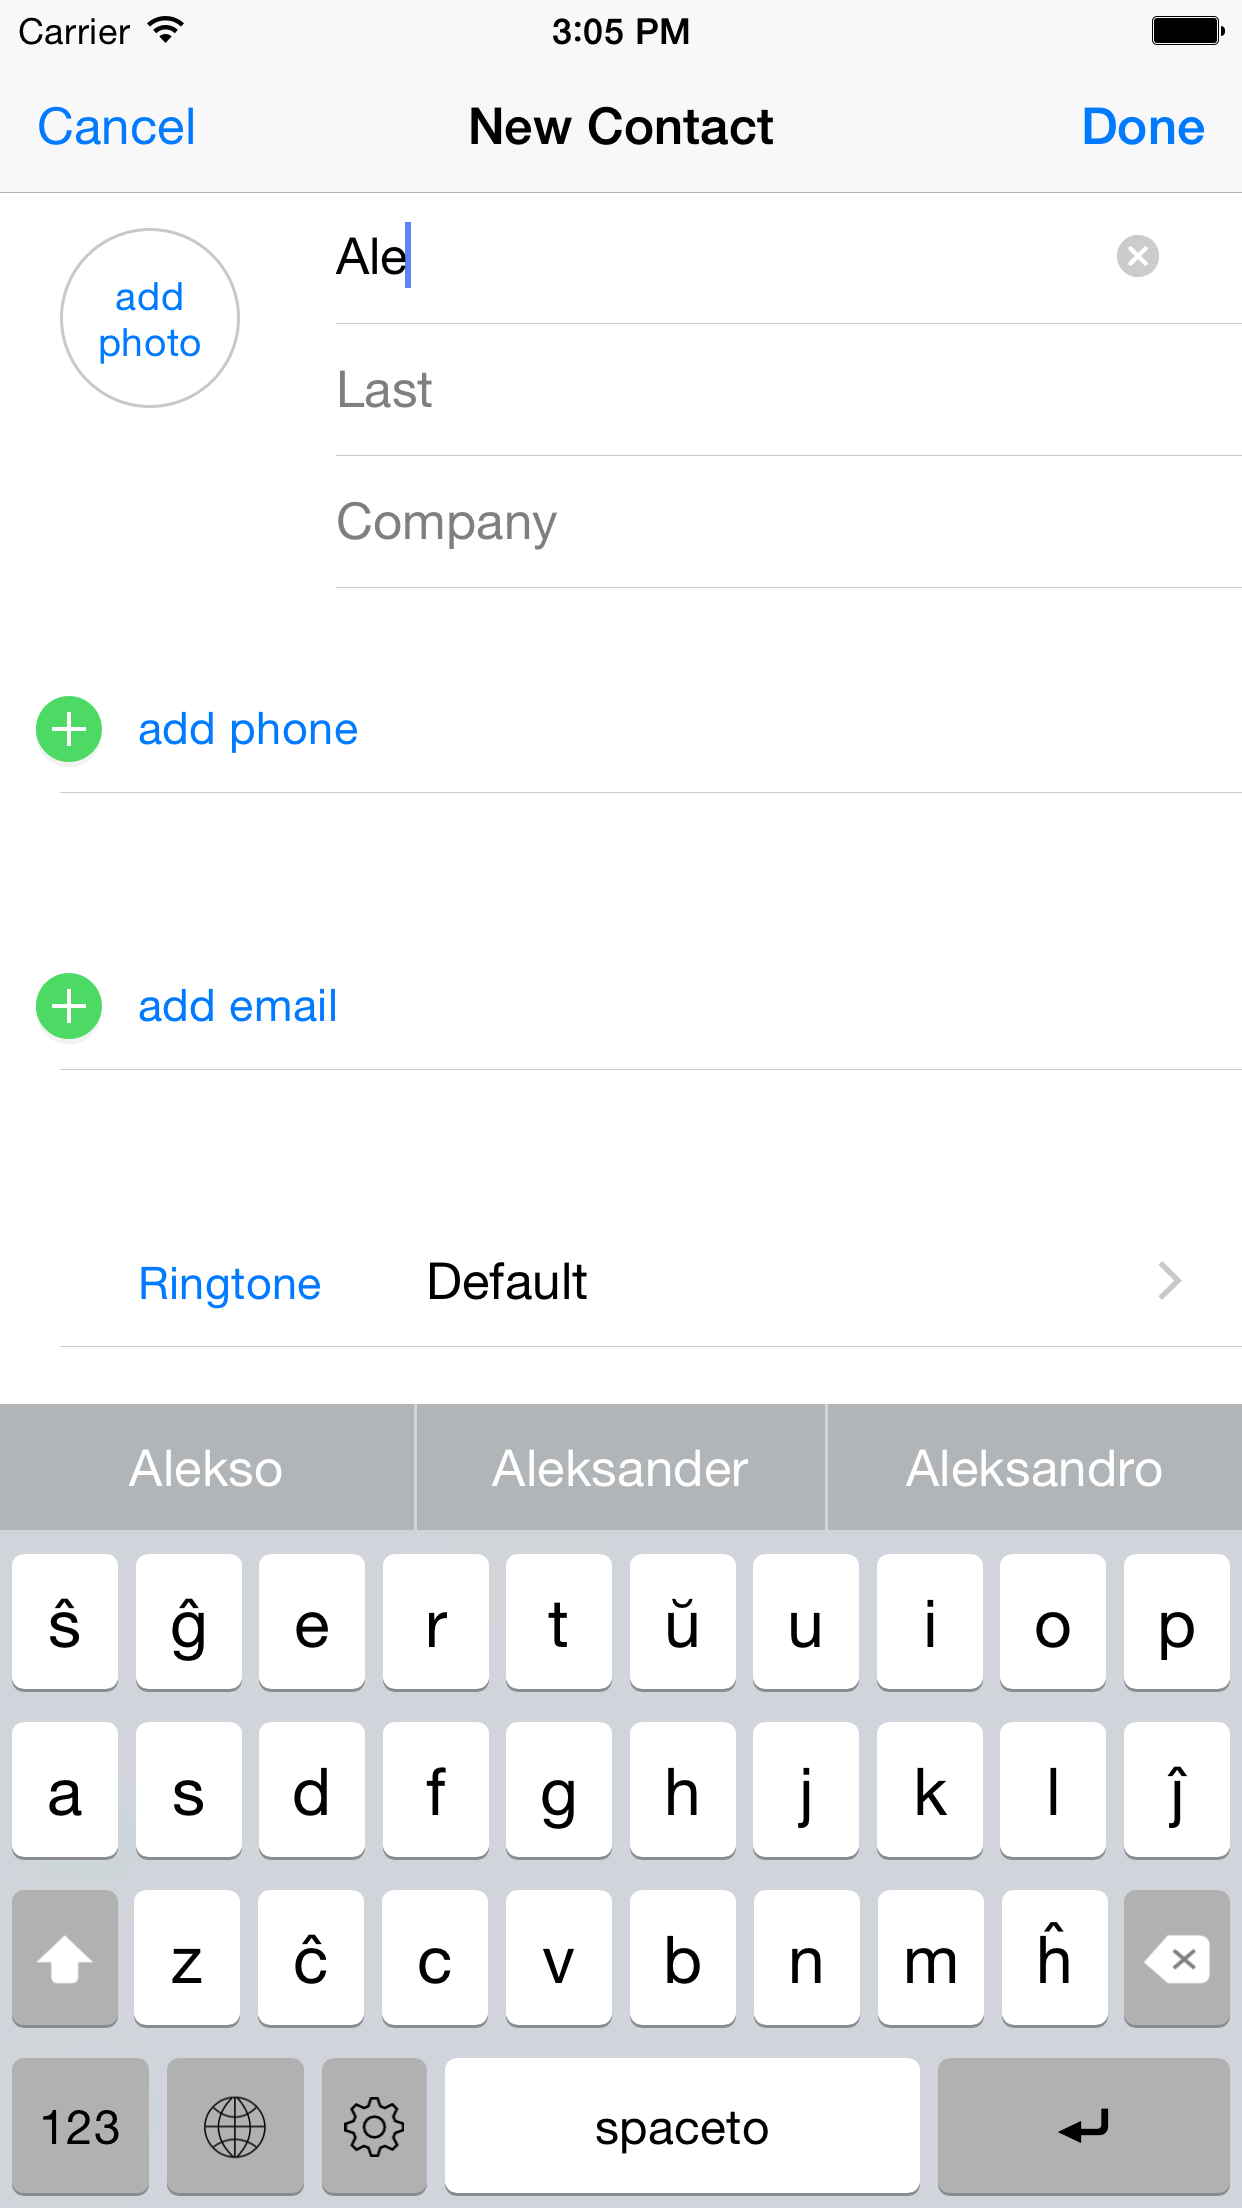 Carrier 3:05 PM
Cancel New Contact Done
add
photo
Ale
Last
Company
add phone
add email
Ringtone Default
Alekso Aleksander Aleksandro
ŝ ĝ e r t ŭ u i o p
a s d f g h j k l ĵ
z ĉ c v b n m ĥ
123 spaceto